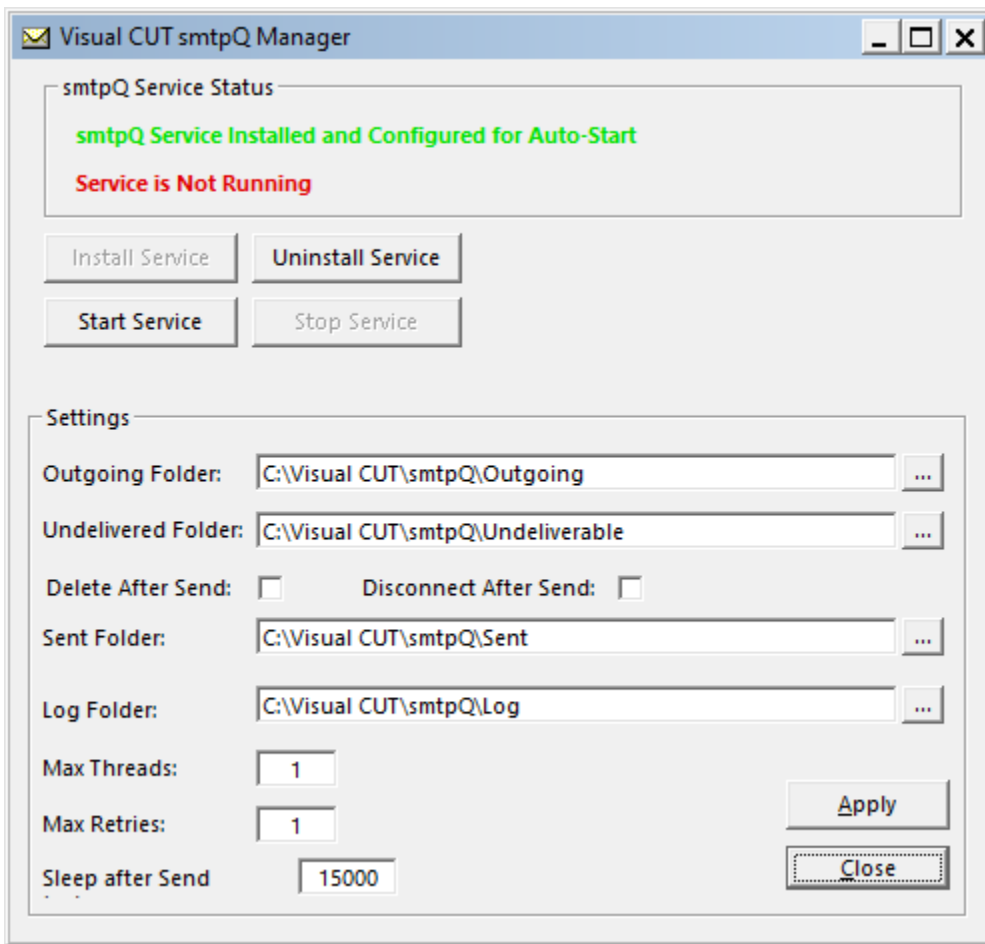 Visual CUT smtpQ Manager
smtpQ Service Status
smtpQ Service Installed and Configured for Auto-Start
Service is Not Running
Install Service Uninstall Service
Start Service Stop Service
Settings
Outgoing Folder: C:\Visual CUT\smtpQ\Outgoing ...
Undelivered Folder: C:\Visual CUT\smtpQ\Undeliverable ...
Delete After Send: Disconnect After Send:
Sent Folder: C:\Visual CUT\smtpQ\Sent ...
Log Folder: C:\Visual CUT\smtpQ\Log ...
Max Threads: 1
Apply
Max Retries: 1
Sleep after Send 15000
Close